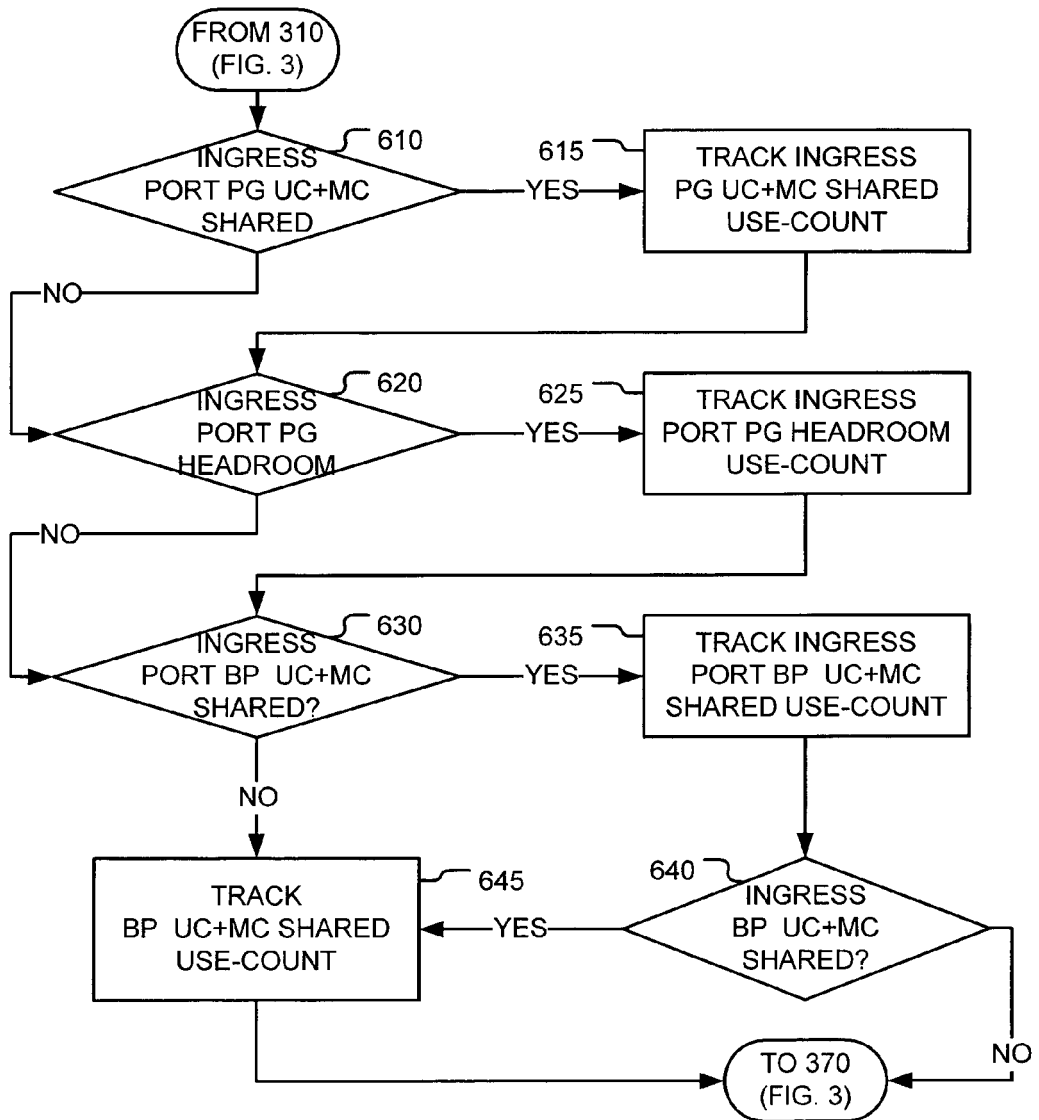 FROM 310
(FIG. 3)
610
INGRESS
PORT PG UC+MC
SHARED
YES
615
TRACK INGRESS
PG UC+MC SHARED
USE-COUNT
NO
620
INGRESS
PORT PG
HEADROOM
YES
625
TRACK INGRESS
PORT PG HEADROOM
USE-COUNT
NO
630
INGRESS
PORT BP UC+MC
SHARED?
YES
635
TRACK INGRESS
PORT BP UC+MC
SHARED USE-COUNT
NO
645
TRACK
BP UC+MC SHARED
USE-COUNT
YES
640
INGRESS
BP UC+MC
SHARED?
NO
TO 370
(FIG. 3)